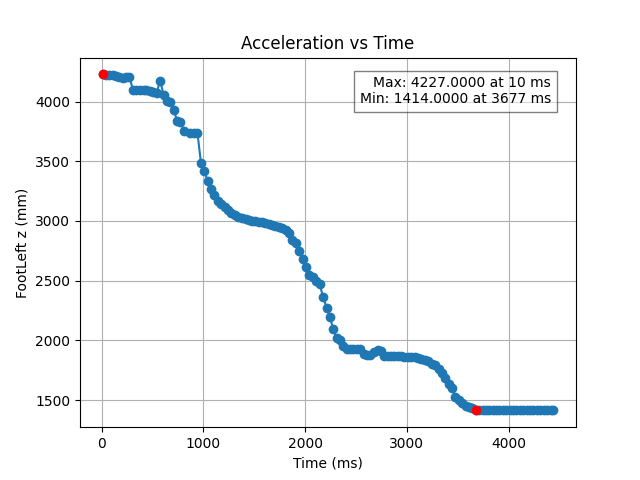 Acceleration vs Time
Max: 4227.0000 at 10 ms
Min: 1414.0000 at 3677 ms
FootLeft z (mm)
4000
3500
3000
2500
2000
1500
0 1000 2000 3000 4000
Time (ms)